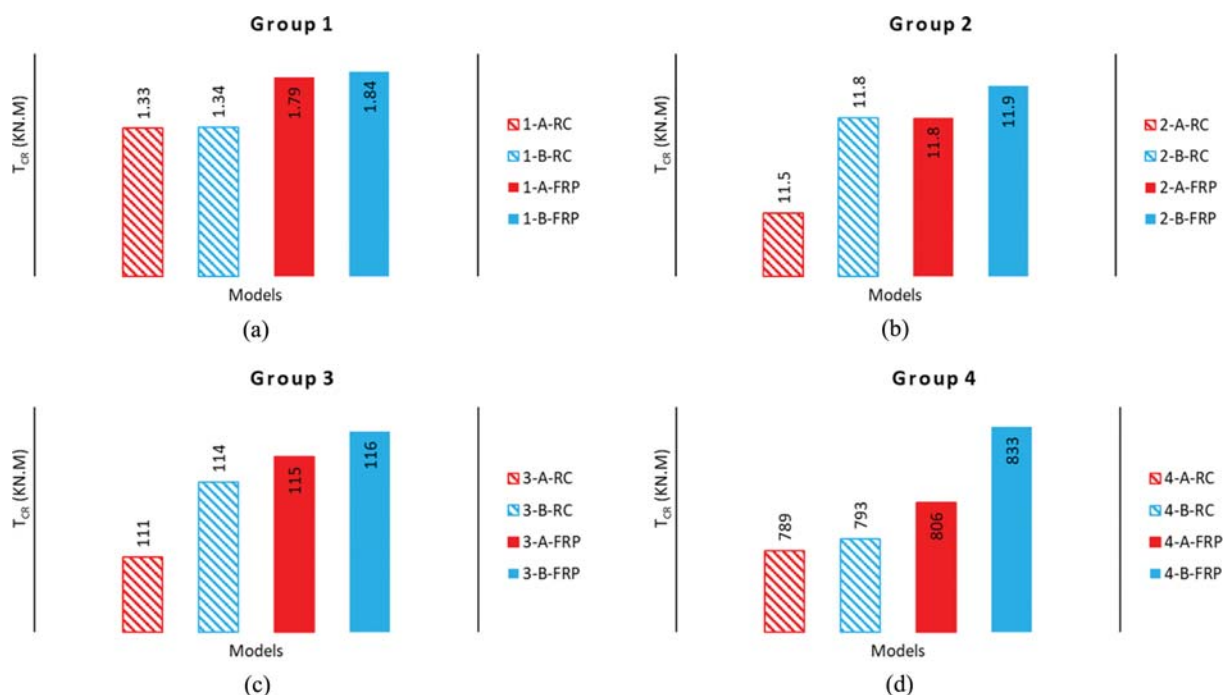 Group 1
T_CR (KN.M)
1.33
1.34
1.79
1.84
1-A-RC
1-B-RC
1-A-FRP
1-B-FRP
Models
(a)
Group 2
T_CR (KN.M)
11.5
11.8
11.8
11.9
2-A-RC
2-B-RC
2-A-FRP
2-B-FRP
Models
(b)
Group 3
T_CR (KN.M)
111
114
115
116
3-A-RC
3-B-RC
3-A-FRP
3-B-FRP
Models
(c)
Group 4
T_CR (KN.M)
789
793
806
833
4-A-RC
4-B-RC
4-A-FRP
4-B-FRP
Models
(d)